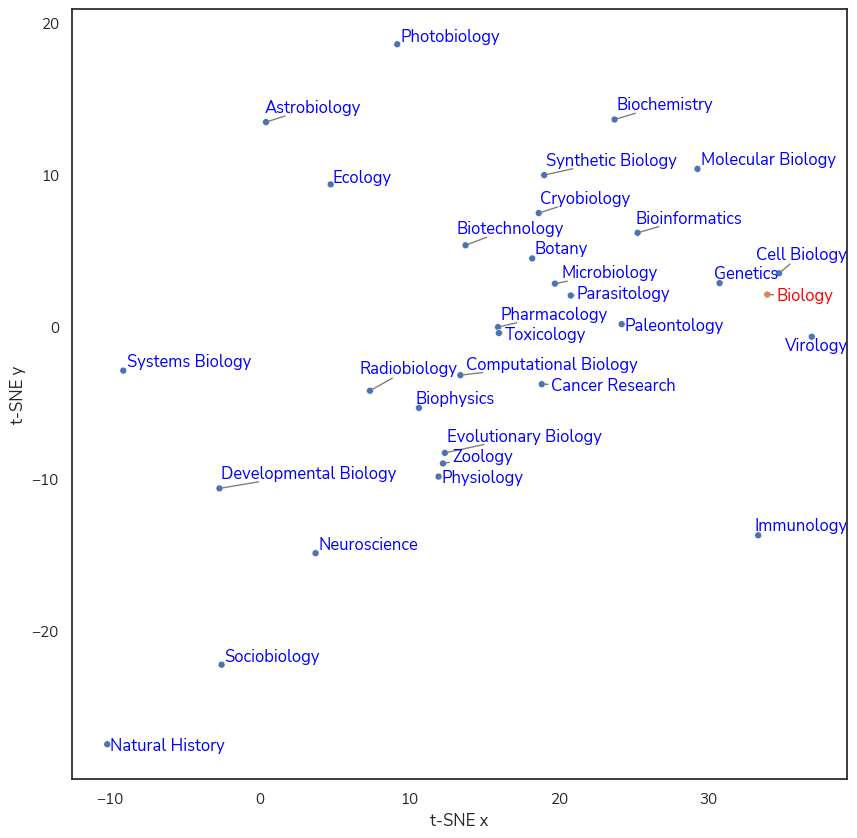 20
Photobiology
Astrobiology
Biochemistry
Synthetic Biology
Molecular Biology
10
Ecology
Cryobiology
Bioinformatics
Biotechnology
Botany
Cell Biology
Microbiology
Genetics
Parasitology
Biology
Pharmacology
0
Paleontology
Toxicology
Virology
Systems Biology
Radiobiology
Computational Biology
Cancer Research
Biophysics
t-SNE y
Evolutionary Biology
Zoology
Developmental Biology
−10
Physiology
Immunology
Neuroscience
−20
Sociobiology
Natural History
−10
0
10
20
30
t-SNE x